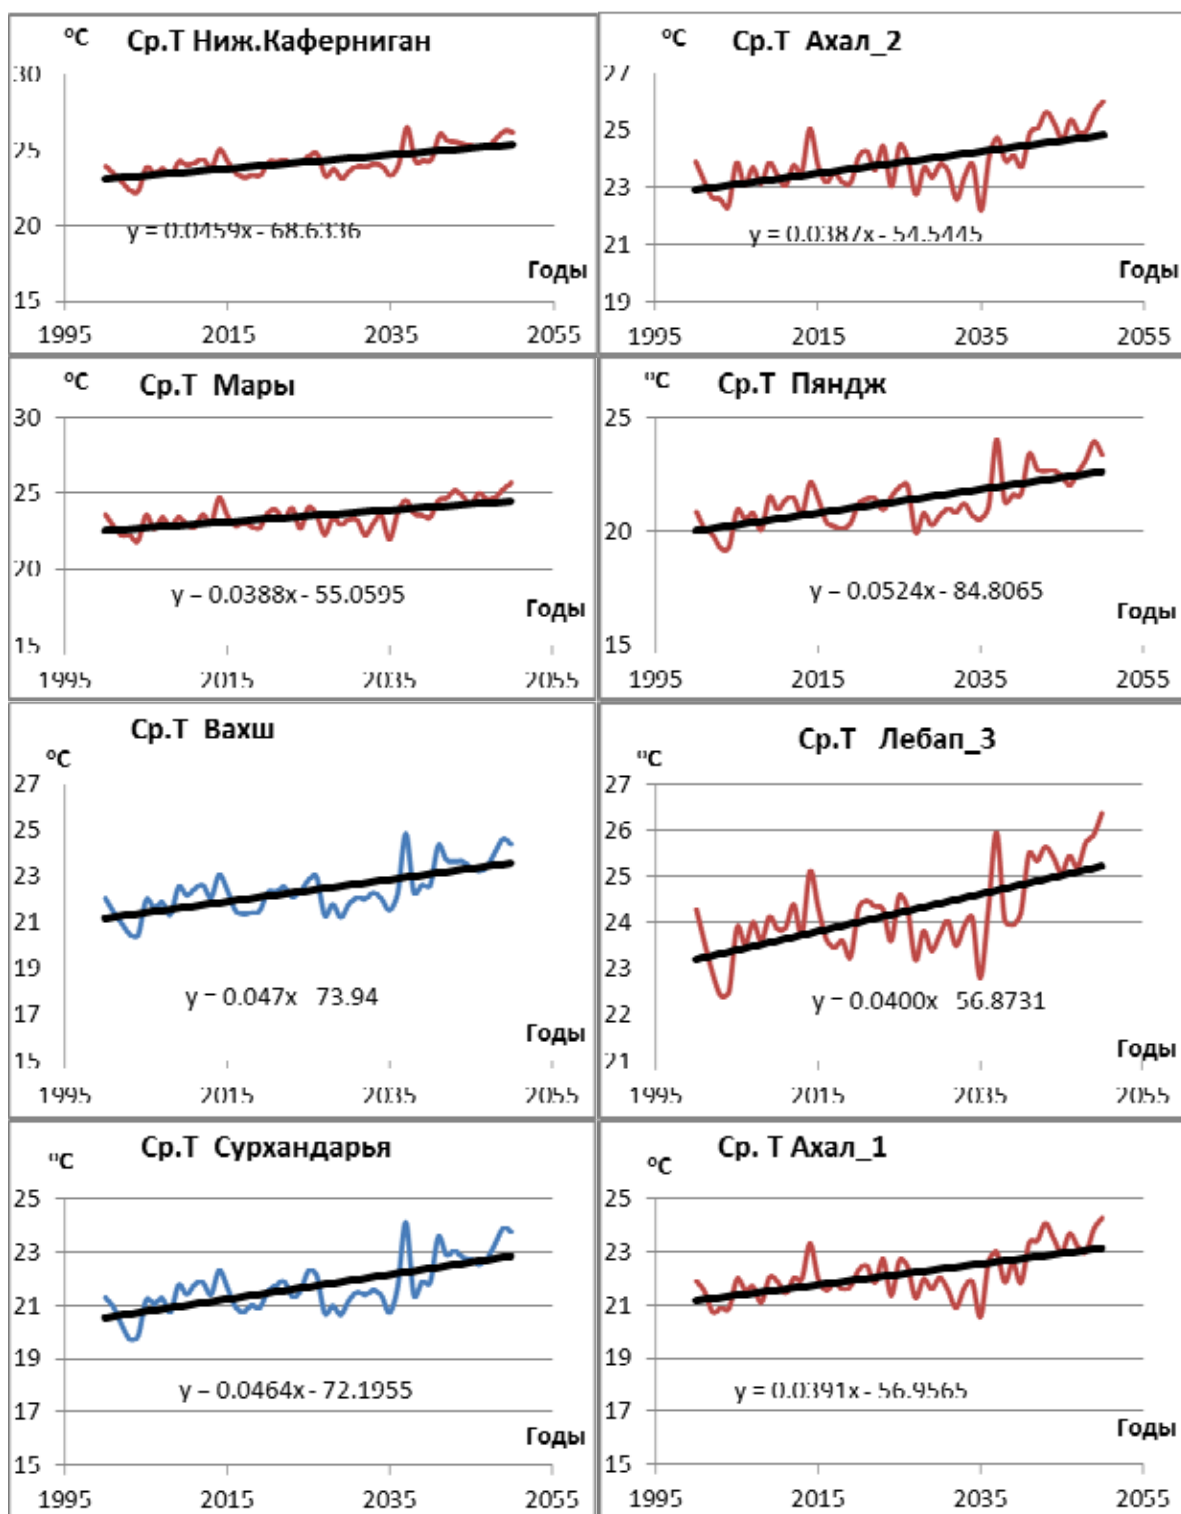 °C Ср.Т Ниж.Каферниган
30
25
20
y = 0.0459x - 68.6336
Годы
15
1995 2015 2035 2055
°C Ср.Т Ахал_2
27
25
23
21
y = 0.0387x - 54.5445
Годы
19
1995 2015 2035 2055
°C Ср.Т Мары
30
25
20
y = 0.0388x - 55.0595
Годы
15
1995 2015 2035 2055
°C Ср.Т Пяндж
25
20
y = 0.0524x - 84.8065
Годы
15
1995 2015 2035 2055
Ср.Т Вахш
°C
27
25
23
21
19
y = 0.047x 73.94
17
Годы
15
1995 2015 2035 2055
Ср.Т Лебап_3
°C
27
26
25
24
23
y = 0.0400x 56.8731
22
Годы
21
1995 2015 2035 2055
Ср.Т Сурхандарья
°C
25
23
21
19
y = 0.0464x - 72.1955
17
Годы
15
1995 2015 2035 2055
Ср. Т Ахал_1
°C
25
23
21
19
y = 0.0391x - 56.9565
17
Годы
15
1995 2015 2035 2055